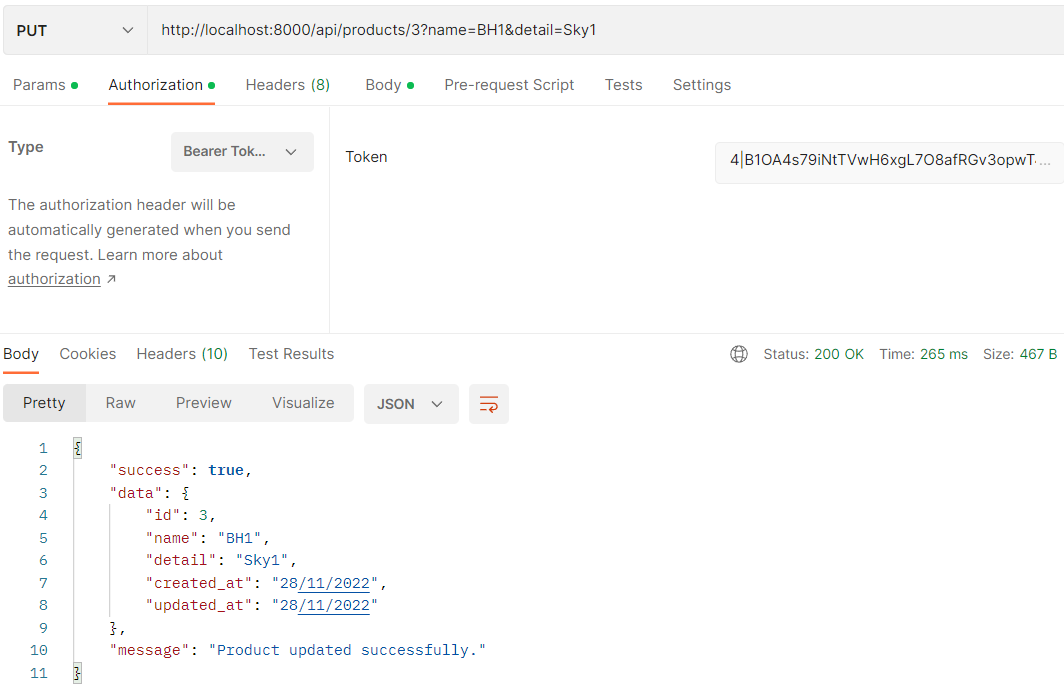 PUT http://localhost:8000/api/products/3?name=BH1&detail=Sky1
Params Authorization Headers (8) Body Pre-request Script Tests Settings
Type Bearer Tok... Token 4|B1OA4s79iNtTVwH6xgL7O8afRGv3opwT...
The authorization header will be
automatically generated when you send
the request. Learn more about
authorization ↗
Body Cookies Headers (10) Test Results Status: 200 OK Time: 265 ms Size: 467 B
Pretty Raw Preview Visualize JSON
1 {
2 "success": true,
3 "data": {
4 "id": 3,
5 "name": "BH1",
6 "detail": "Sky1",
7 "created_at": "28/11/2022",
8 "updated_at": "28/11/2022"
9 },
10 "message": "Product updated successfully."
11 }